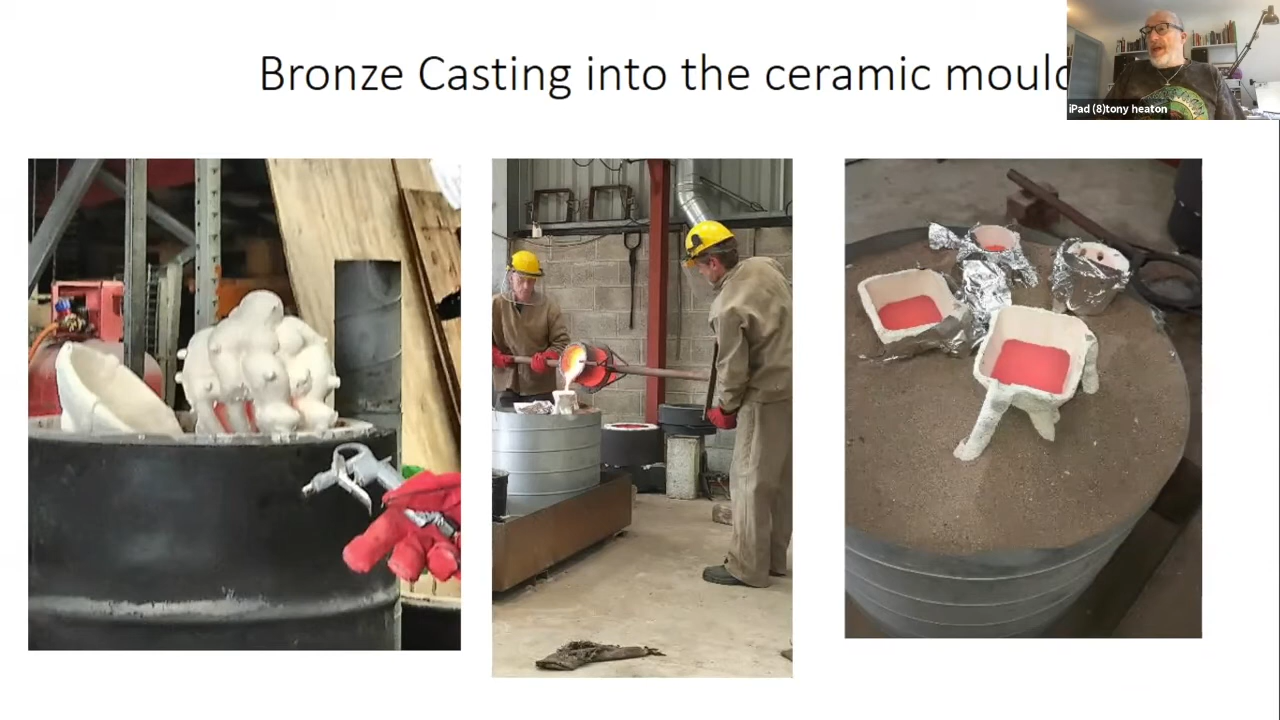 Bronze Casting into the ceramic mould
iPad (8)tony heaton